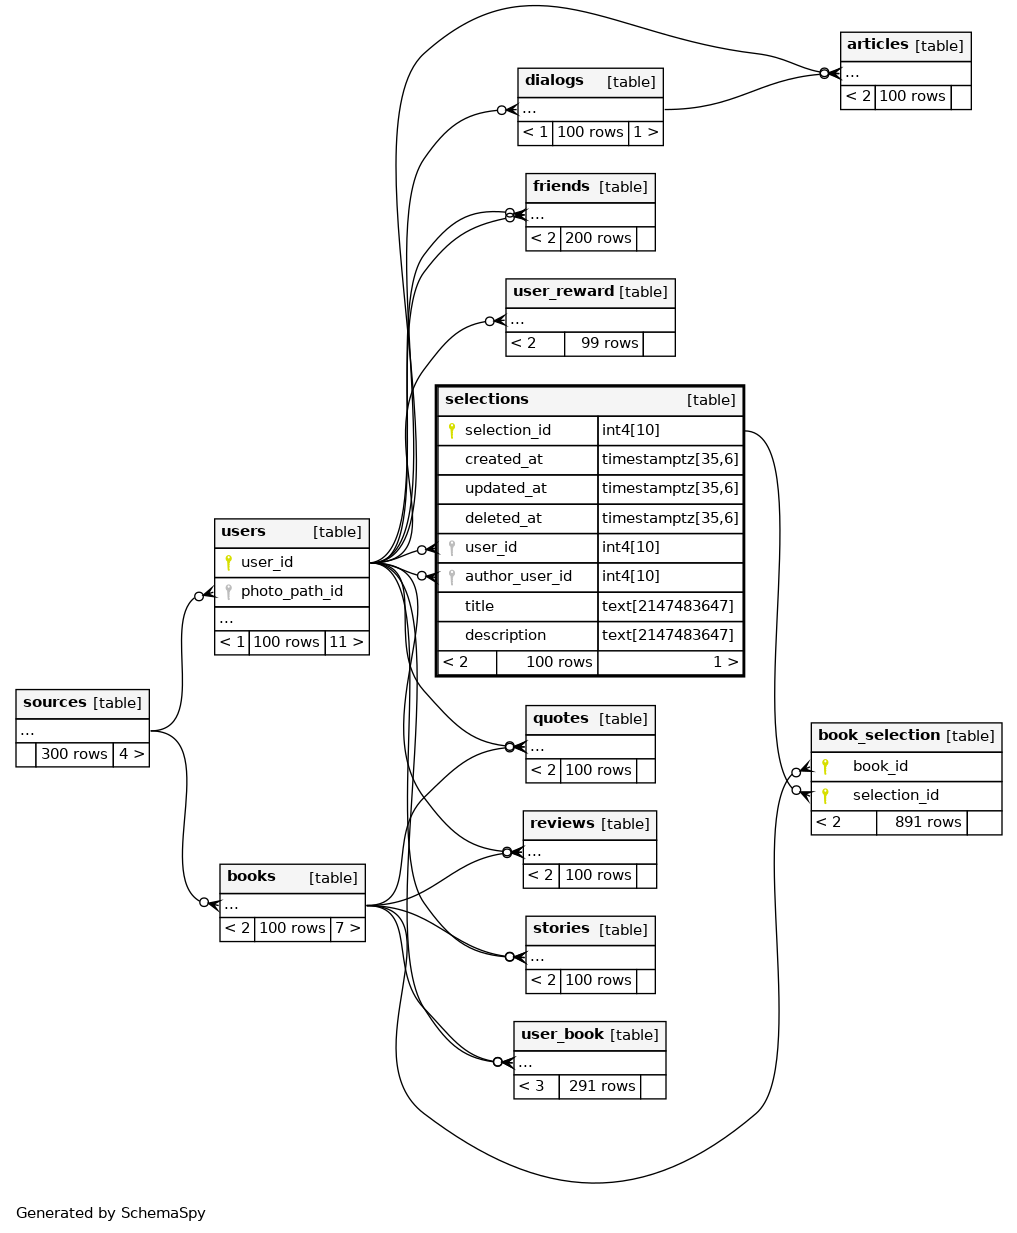 articles [table]
...
< 2 100 rows
dialogs [table]
...
< 1 100 rows 1 >
friends [table]
...
< 2 200 rows
user_reward [table]
...
< 2 99 rows
selections [table]
selection_id int4[10]
created_at timestamptz[35,6]
updated_at timestamptz[35,6]
deleted_at timestamptz[35,6]
user_id int4[10]
author_user_id int4[10]
title text[2147483647]
description text[2147483647]
< 2 100 rows 1 >
users [table]
user_id
photo_path_id
...
< 1 100 rows 11 >
sources [table]
...
300 rows 4 >
quotes [table]
...
< 2 100 rows
book_selection [table]
book_id
selection_id
< 2 891 rows
reviews [table]
...
< 2 100 rows
books [table]
...
< 2 100 rows 7 >
stories [table]
...
< 2 100 rows
user_book [table]
...
< 3 291 rows
Generated by SchemaSpy